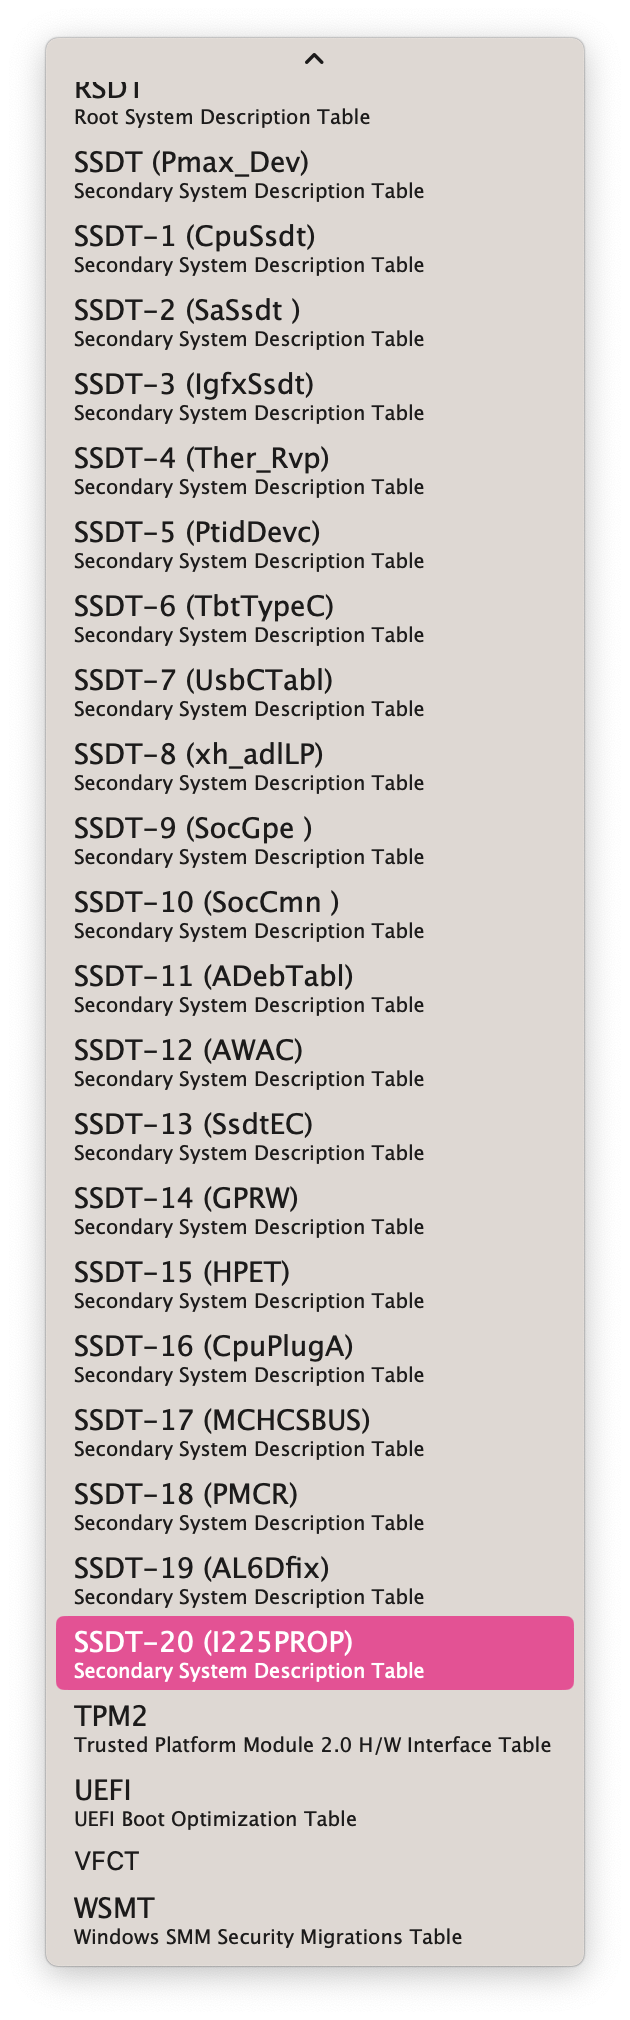 RSDT
Root System Description Table
SSDT (Pmax_Dev)
Secondary System Description Table
SSDT-1 (CpuSsdt)
Secondary System Description Table
SSDT-2 (SaSsdt )
Secondary System Description Table
SSDT-3 (IgfxSsdt)
Secondary System Description Table
SSDT-4 (Ther_Rvp)
Secondary System Description Table
SSDT-5 (PtidDevc)
Secondary System Description Table
SSDT-6 (TbtTypeC)
Secondary System Description Table
SSDT-7 (UsbCTabl)
Secondary System Description Table
SSDT-8 (xh_adlLP)
Secondary System Description Table
SSDT-9 (SocGpe )
Secondary System Description Table
SSDT-10 (SocCmn )
Secondary System Description Table
SSDT-11 (ADebTabl)
Secondary System Description Table
SSDT-12 (AWAC)
Secondary System Description Table
SSDT-13 (SsdtEC)
Secondary System Description Table
SSDT-14 (GPRW)
Secondary System Description Table
SSDT-15 (HPET)
Secondary System Description Table
SSDT-16 (CpuPlugA)
Secondary System Description Table
SSDT-17 (MCHCSBUS)
Secondary System Description Table
SSDT-18 (PMCR)
Secondary System Description Table
SSDT-19 (AL6Dfix)
Secondary System Description Table
SSDT-20 (I225PROP)
Secondary System Description Table
TPM2
Trusted Platform Module 2.0 H/W Interface Table
UEFI
UEFI Boot Optimization Table
VFCT
WSMT
Windows SMM Security Migrations Table